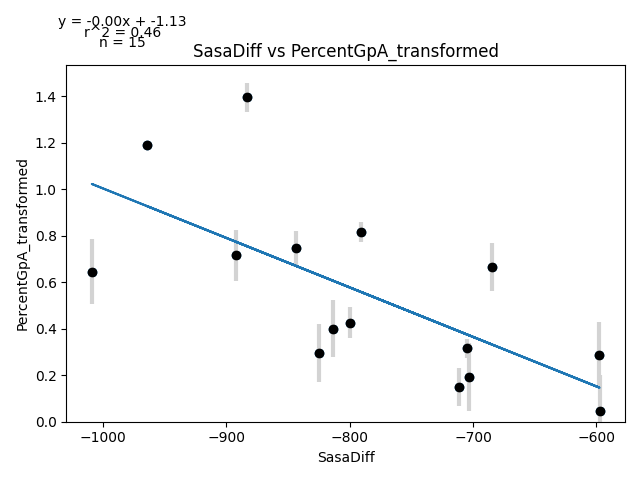 y = -0.00x + -1.13
r^2 = 0.46
n = 15
SasaDiff vs PercentGpA_transformed
PercentGpA_transformed
1.4
1.2
1.0
0.8
0.6
0.4
0.2
0.0
−1000 −900 −800 −700 −600
SasaDiff